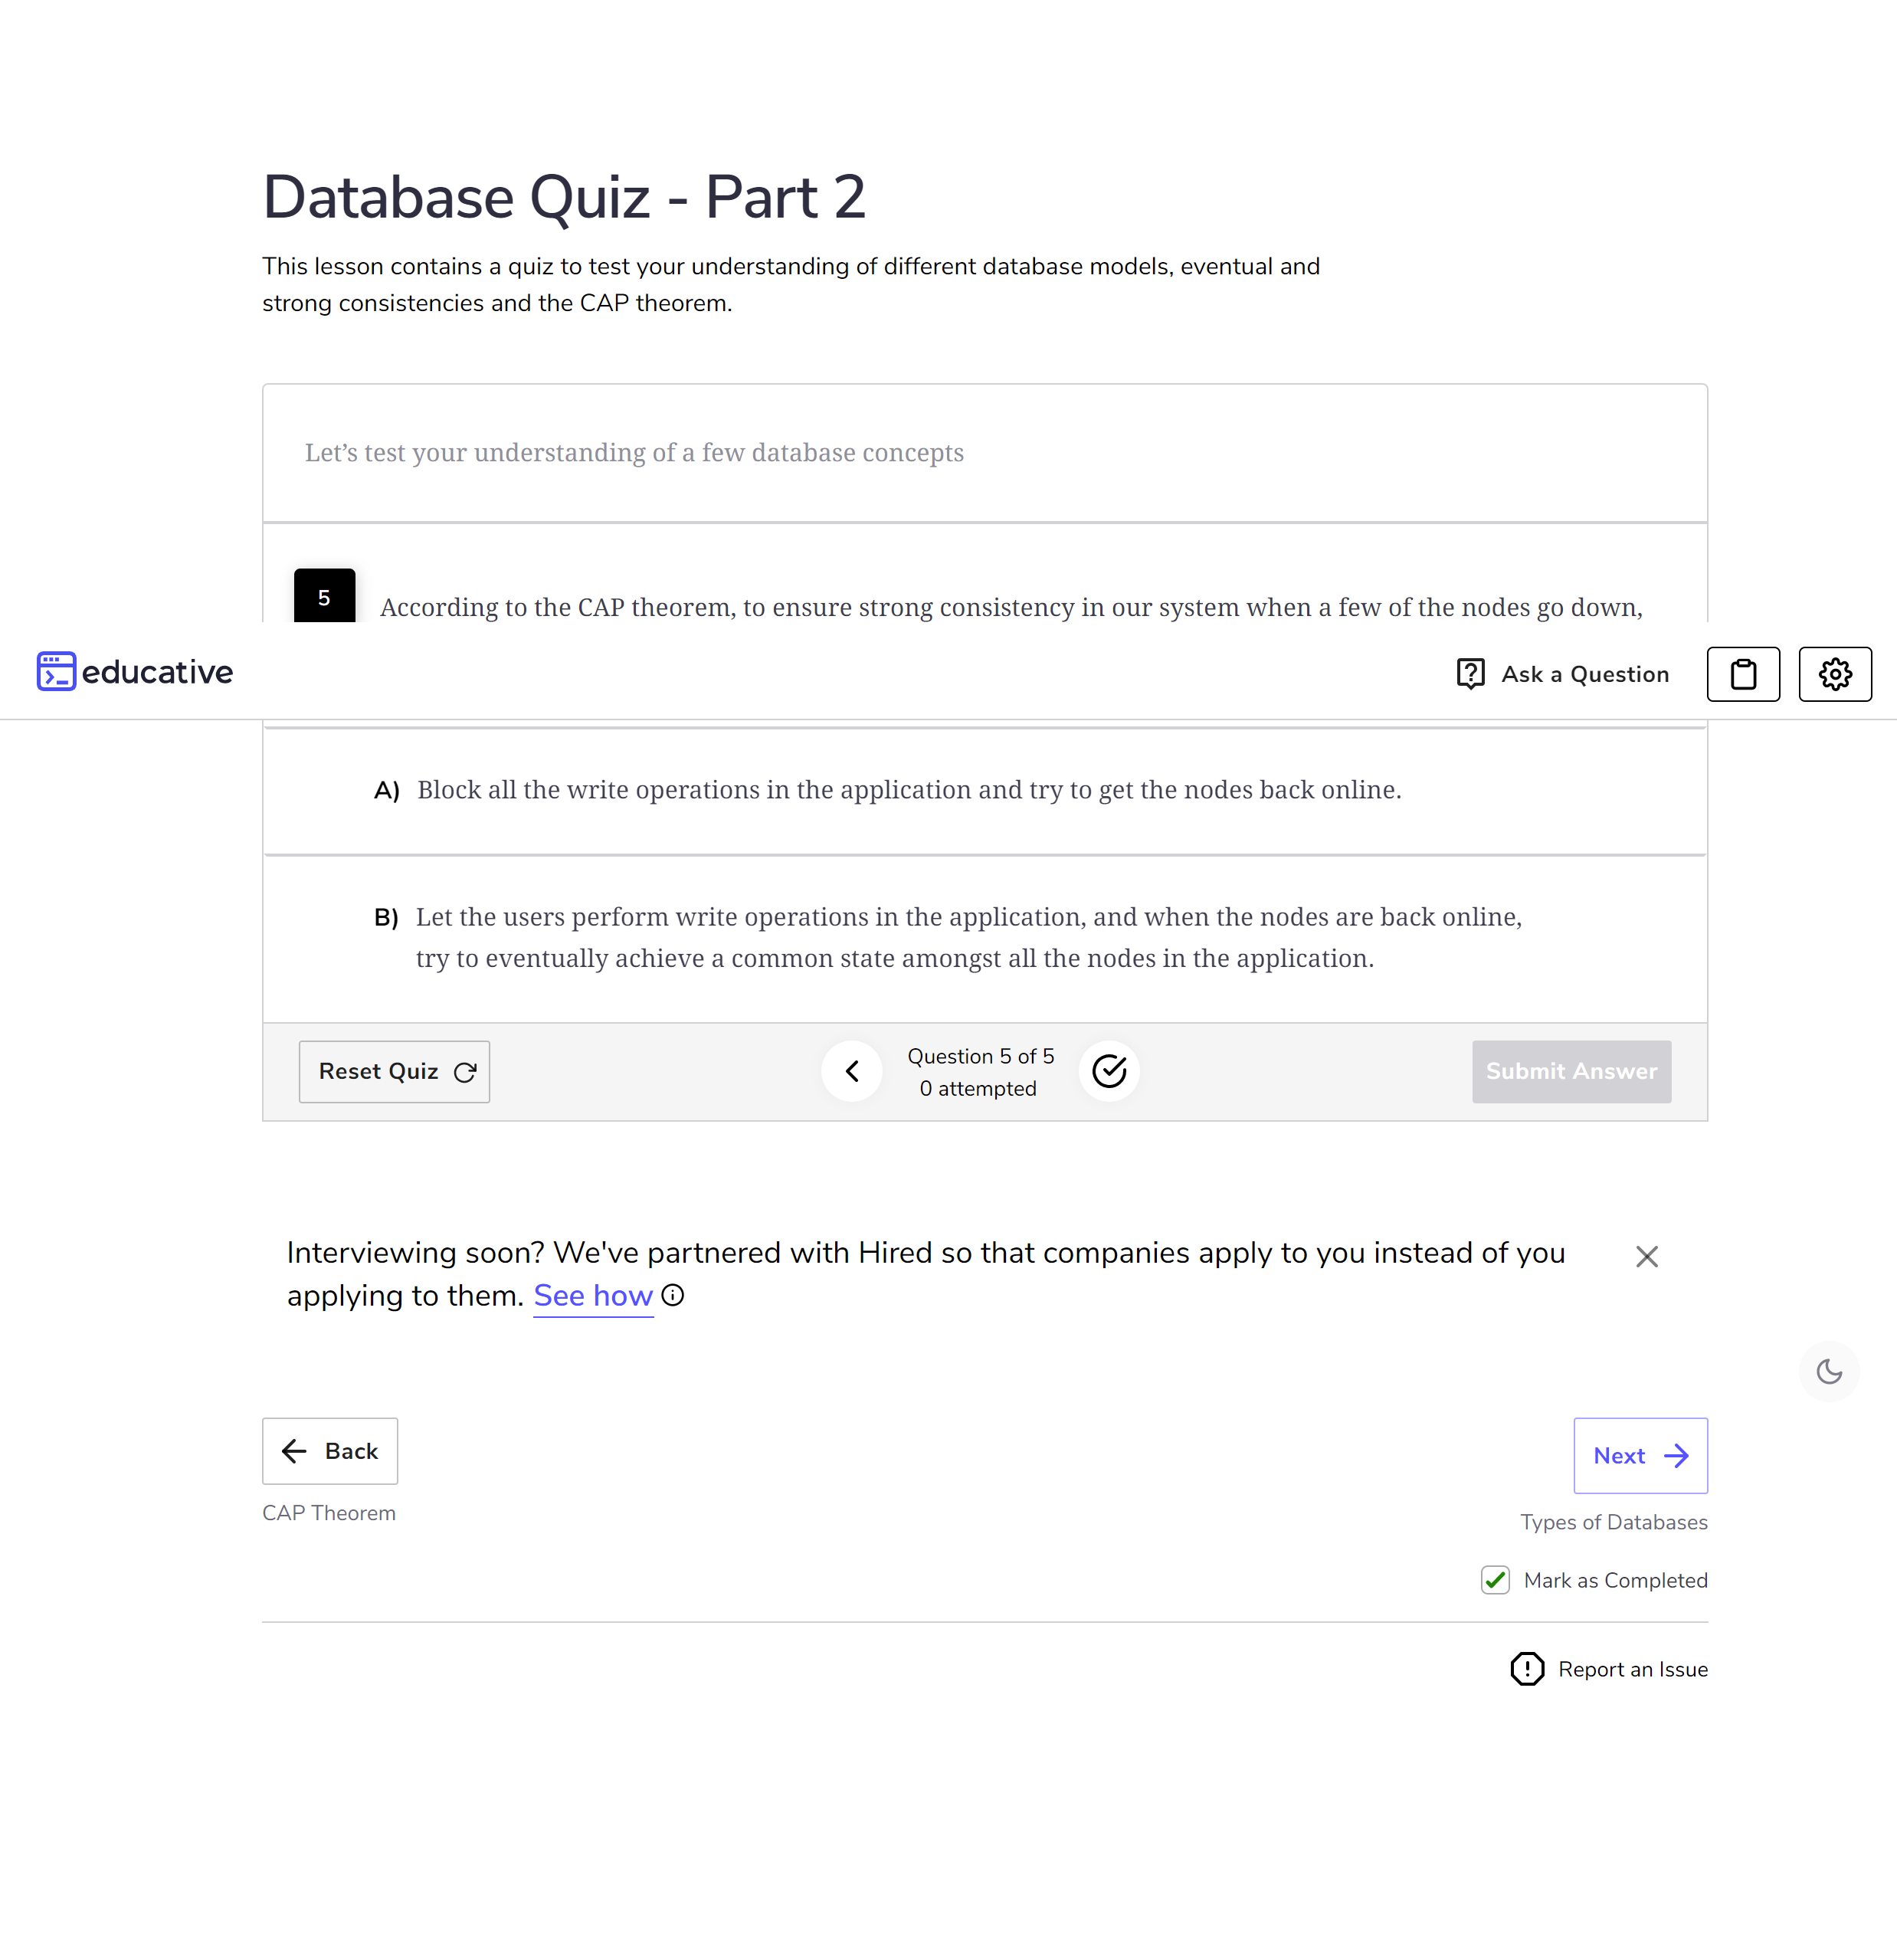 Database Quiz - Part 2
This lesson contains a quiz to test your understanding of different database models, eventual and
strong consistencies and the CAP theorem.
Let’s test your understanding of a few database concepts
5
According to the CAP theorem, to ensure strong consistency in our system when a few of the nodes go down,
educative
Ask a Question
A) Block all the write operations in the application and try to get the nodes back online.
B) Let the users perform write operations in the application, and when the nodes are back online,
try to eventually achieve a common state amongst all the nodes in the application.
Reset Quiz
Question 5 of 5
0 attempted
Submit Answer
Interviewing soon? We've partnered with Hired so that companies apply to you instead of you
applying to them. See how
Back
Next
CAP Theorem
Types of Databases
Mark as Completed
Report an Issue